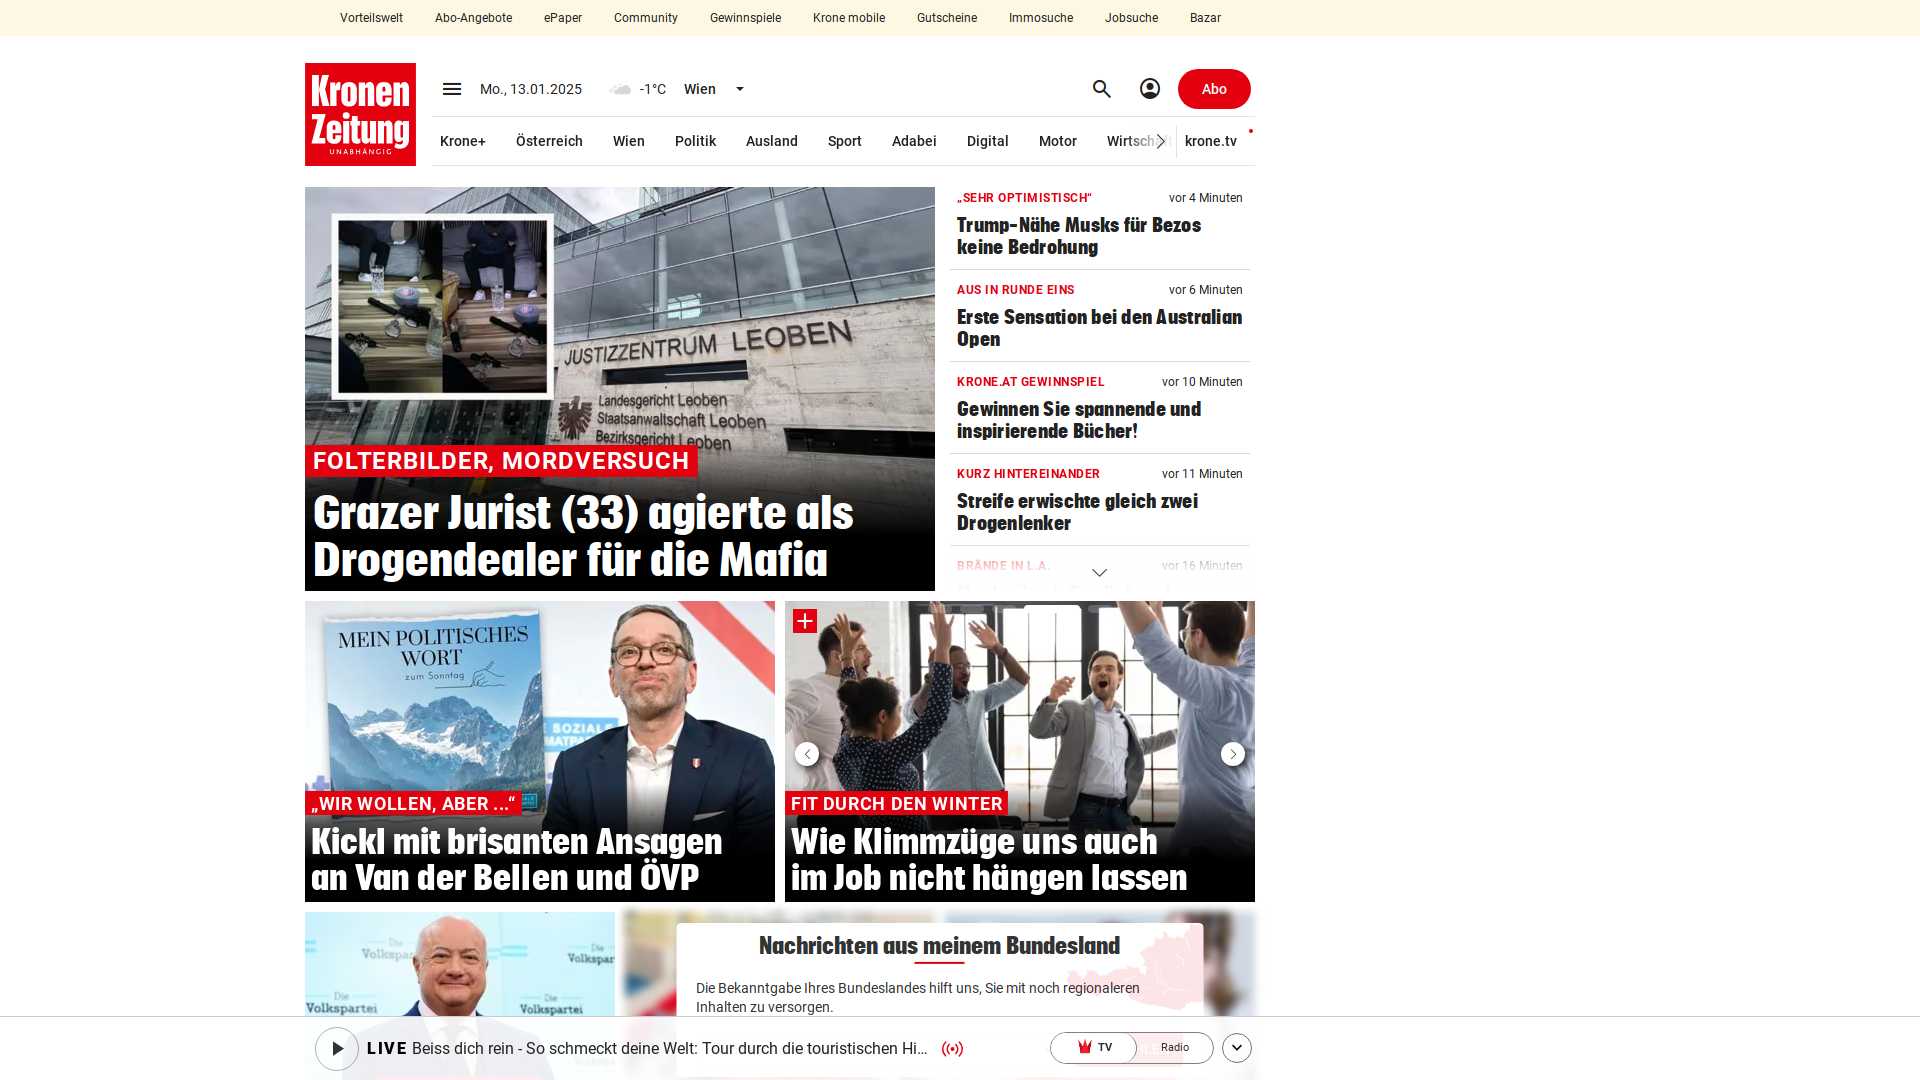 Vorteilswelt Abo-Angebote ePaper Community Gewinnspiele Krone mobile Gutscheine Immosuche Jobsuche Bazar
Kronen
Zeitung
UNABHÄNGIG
Mo., 13.01.2025 -1°C Wien Abo
Krone+ Österreich Wien Politik Ausland Sport Adabei Digital Motor Wirtschaft krone.tv
JUSTIZZENTRUM LEOBEN
Landesgericht Leoben
Staatsanwaltschaft Leoben
Bezirksgericht Leoben
FOLTERBILDER, MORDVERSUCH
Grazer Jurist (33) agierte als
Drogendealer für die Mafia
„SEHR OPTIMISTISCH“ vor 4 Minuten
Trump-Nähe Musks für Bezos
keine Bedrohung
AUS IN RUNDE EINS vor 6 Minuten
Erste Sensation bei den Australian
Open
KRONE.AT GEWINNSPIEL vor 10 Minuten
Gewinnen Sie spannende und
inspirierende Bücher!
KURZ HINTEREINANDER vor 11 Minuten
Streife erwischte gleich zwei
Drogenlenker
BRÄNDE IN L.A. vor 16 Minuten
MEIN POLITISCHES
WORT
zum Sonntag
SOZIALE
„WIR WOLLEN, ABER ...“
Kickl mit brisanten Ansagen
an Van der Bellen und ÖVP
FIT DURCH DEN WINTER
Wie Klimmzüge uns auch
im Job nicht hängen lassen
Die
Volkspartei
Die
Volkspartei
Die
Volkspartei
Die
Volkspartei
Nachrichten aus meinem Bundesland
Die Bekanntgabe Ihres Bundeslandes hilft uns, Sie mit noch regionaleren
Inhalten zu versorgen.
LIVE Beiss dich rein - So schmeckt deine Welt: Tour durch die touristischen Hi... TV Radio